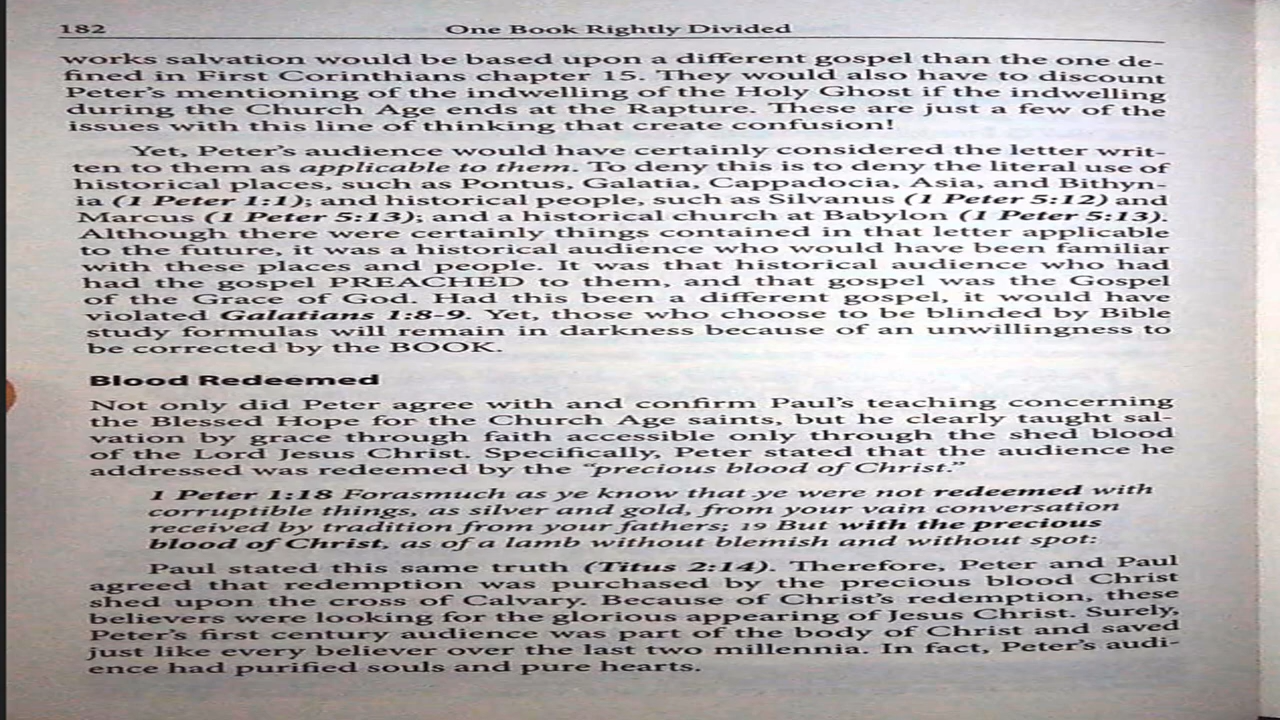 182 One Book Rightly Divided
works salvation would be based upon a different gospel than the one de-
fined in First Corinthians chapter 15. They would also have to discount
Peter's mentioning of the indwelling of the Holy Ghost if the indwelling
during the Church Age ends at the Rapture. These are just a few of the
issues with this line of thinking that create confusion!
Yet, Peter's audience would have certainly considered the letter writ-
ten to them as applicable to them. To deny this is to deny the literal use of
historical places, such as Pontus, Galatia, Cappadocia, Asia, and Bithyn-
ia (1 Peter 1:1); and historical people, such as Silvanus (1 Peter 5:12) and
Marcus (1 Peter 5:13); and a historical church at Babylon (1 Peter 5:13).
Although there were certainly things contained in that letter applicable
to the future, it was a historical audience who would have been familiar
with these places and people. It was that historical audience who had
had the gospel PREACHED to them, and that gospel was the Gospel
of the Grace of God. Had this been a different gospel, it would have
violated Galatians 1:8-9. Yet, those who choose to be blinded by Bible
study formulas will remain in darkness because of an unwillingness to
be corrected by the BOOK.
Blood Redeemed
Not only did Peter agree with and confirm Paul's teaching concerning
the Blessed Hope for the Church Age saints, but he clearly taught sal-
vation by grace through faith accessible only through the shed blood
of the Lord Jesus Christ. Specifically, Peter stated that the audience he
addressed was redeemed by the "precious blood of Christ."
1 Peter 1:18 Forasmuch as ye know that ye were not redeemed with
corruptible things, as silver and gold, from your vain conversation
received by tradition from your fathers; 19 But with the precious
blood of Christ, as of a lamb without blemish and without spot:
Paul stated this same truth (Titus 2:14). Therefore, Peter and Paul
agreed that redemption was purchased by the precious blood Christ
shed upon the cross of Calvary. Because of Christ's redemption, these
believers were looking for the glorious appearing of Jesus Christ. Surely,
Peter's first century audience was part of the body of Christ and saved
just like every believer over the last two millennia. In fact, Peter's audi-
ence had purified souls and pure hearts.